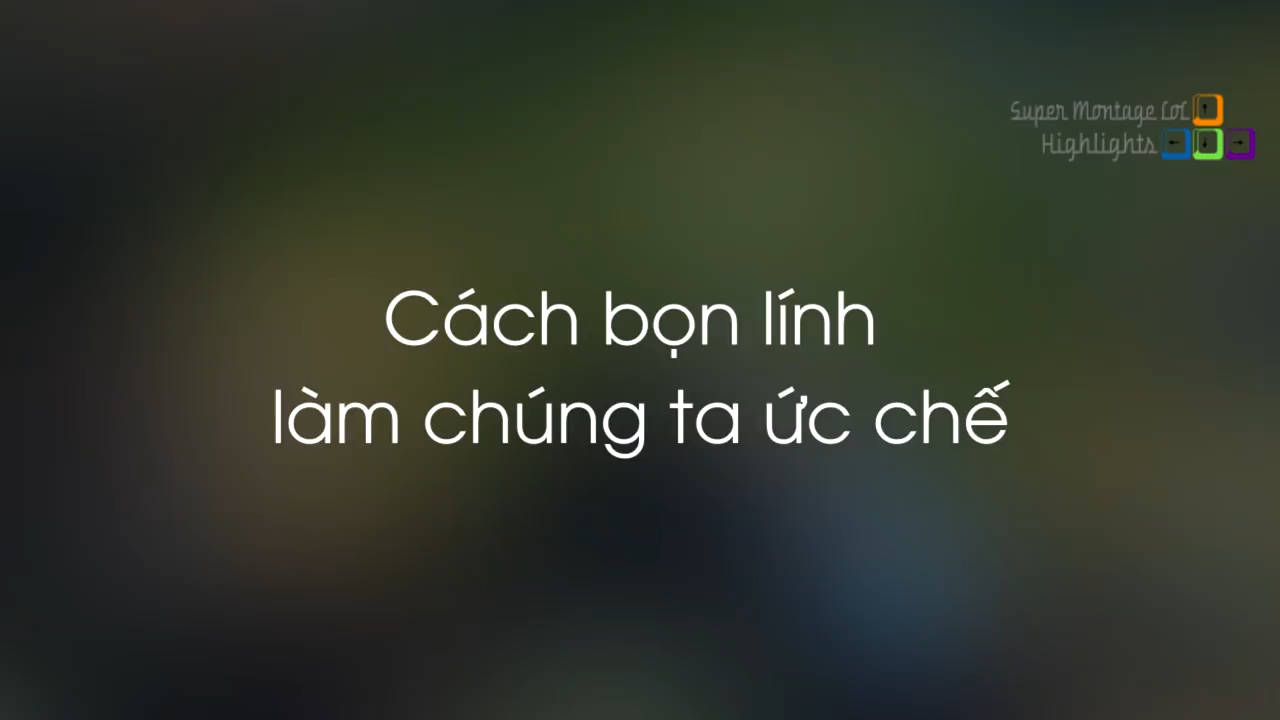 Super Montage LoL
Highlights
Cách bọn lính
làm chúng ta ức chế